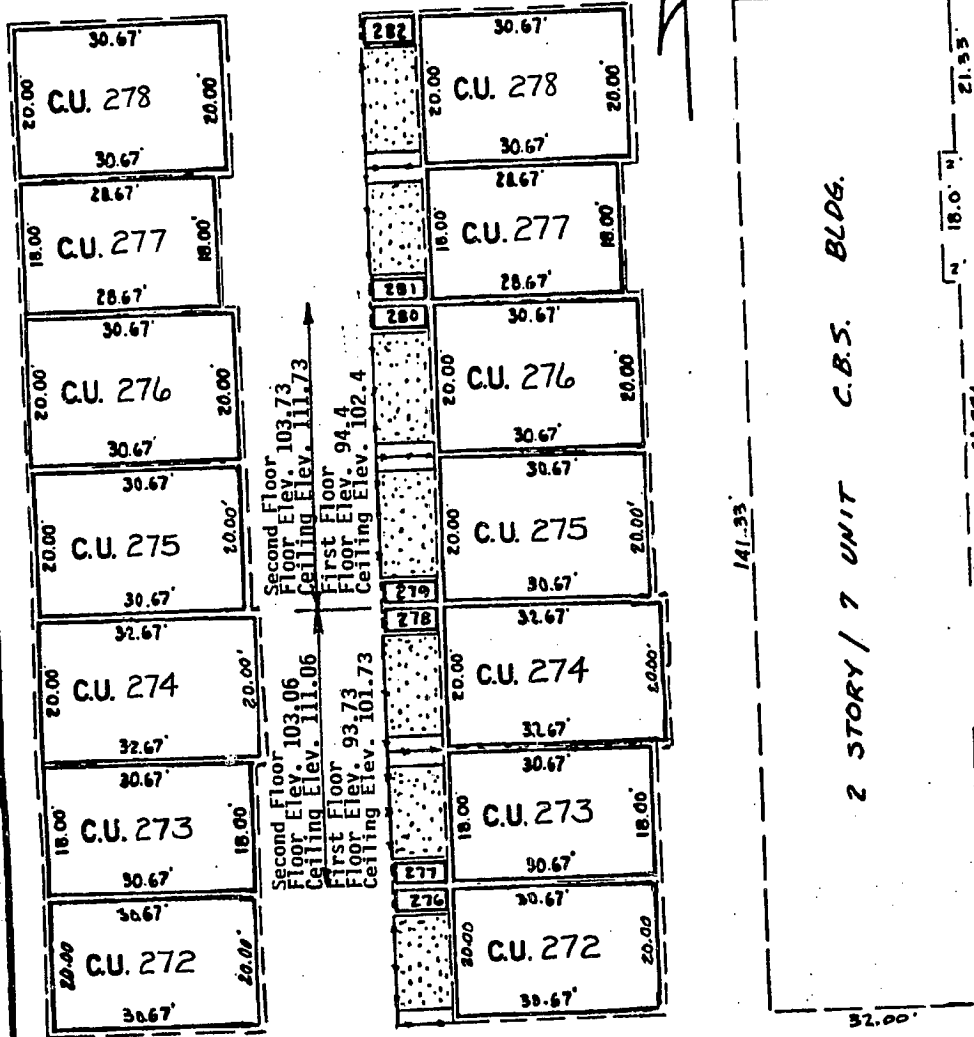 30.67'
20.00' C.U. 278 20.00'
30.67'
28.67'
18.00' C.U. 277 18.00'
28.67'
30.67'
20.00' C.U. 276 20.00'
30.67'
30.67'
20.00' C.U. 275 20.00'
30.67'
32.67'
20.00' C.U. 274 20.00'
32.67'
30.67'
18.00' C.U. 273 18.00'
30.67'
30.67'
20.00 C.U. 272 20.00'
30.67'
Second Floor
Floor Elev. 103.73
Ceiling Elev. 111.73
First Floor
Floor Elev. 94.4
Ceiling Elev. 102.4
Second Floor
Floor Elev. 103.06
Ceiling Elev. 111.06
First Floor
Floor Elev. 93.73
Ceiling Elev. 101.73
282
281
280
279
278
277
276
30.67'
20.00' C.U. 278 20.00'
30.67'
28.67'
18.00' C.U. 277 18.00'
28.67'
30.67'
20.00' C.U. 276 20.00'
30.67'
30.67'
20.00' C.U. 275 20.00'
30.67'
32.67'
20.00' C.U. 274 20.00'
32.67'
30.67'
18.00' C.U. 273 18.00'
30.67'
30.67'
20.00 C.U. 272 20.00
30.67'
141.33'
2 STORY / 7 UNIT C.B.S. BLDG.
21.33'
2'
18.0'
2'
32.00'